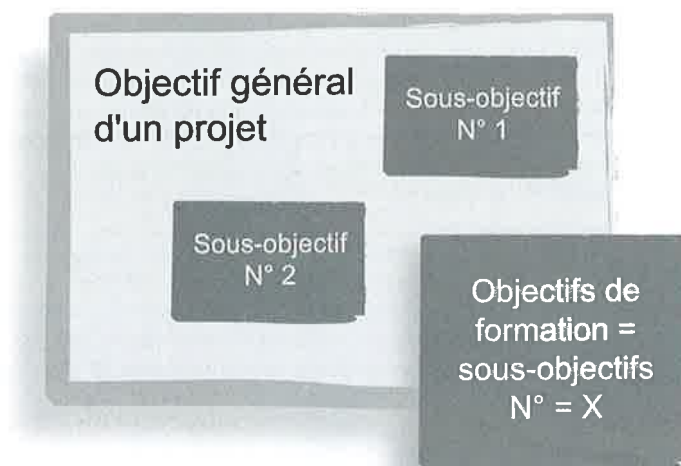 Objectif général
d'un projet
Sous-objectif
N° 1
Sous-objectif
N° 2
Objectifs de
formation =
sous-objectifs
N° = X